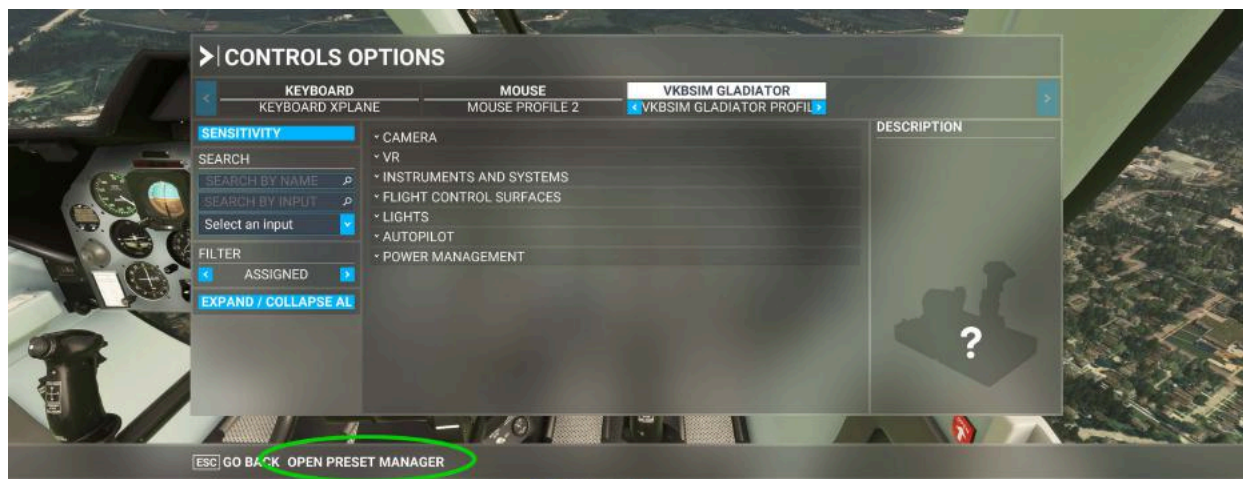 CONTROLS OPTIONS
KEYBOARD MOUSE VKBSIM GLADIATOR
KEYBOARD XPLANE MOUSE PROFILE 2 VKBSIM GLADIATOR PROFIL
SENSITIVITY
SEARCH
SEARCH BY NAME
SEARCH BY INPUT
Select an input
FILTER
ASSIGNED
EXPAND / COLLAPSE AL
CAMERA
VR
INSTRUMENTS AND SYSTEMS
FLIGHT CONTROL SURFACES
LIGHTS
AUTOPILOT
POWER MANAGEMENT
DESCRIPTION
?
ESC GO BACK OPEN PRESET MANAGER